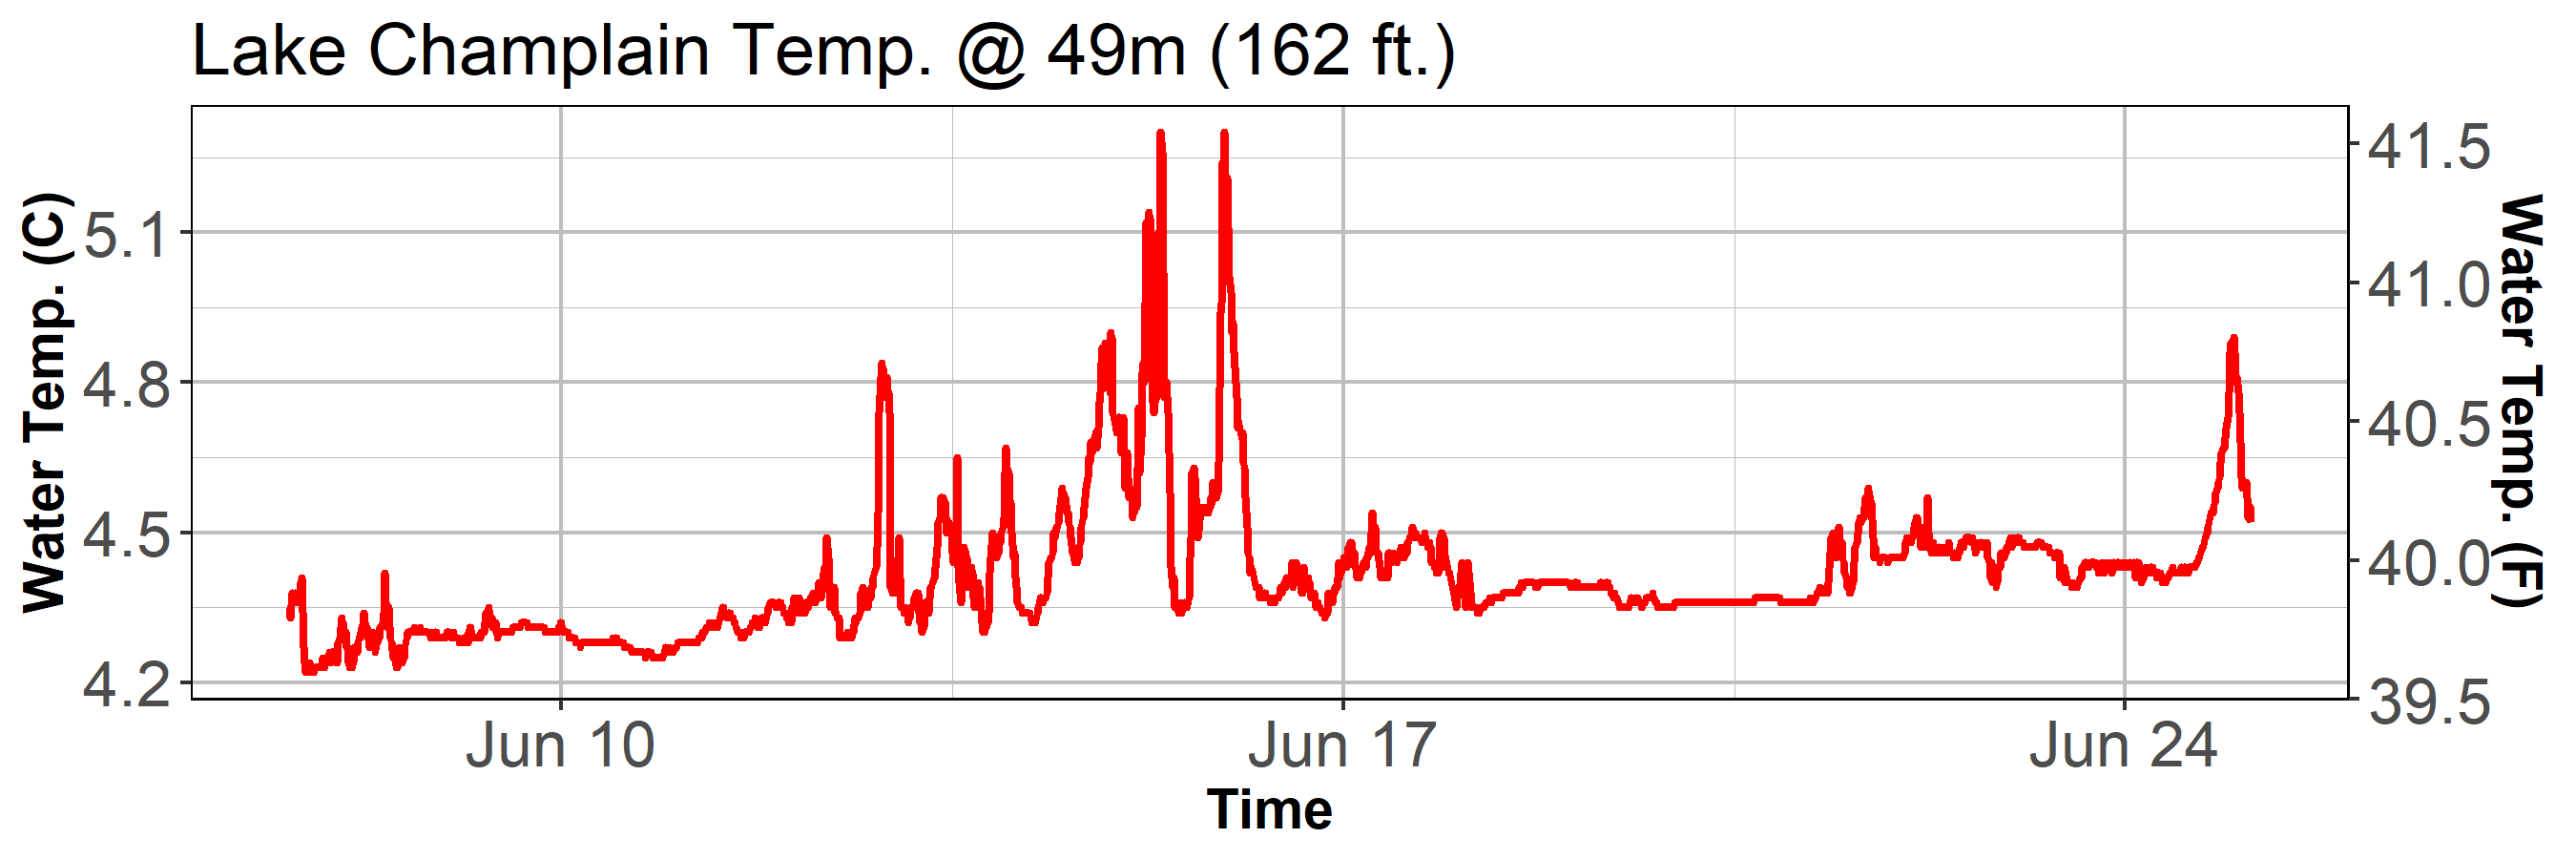 Lake Champlain Temp. @ 49m (162 ft.)
Water Temp. (C)
5.1
4.8
4.5
4.2
41.5
41.0
40.5
40.0
39.5
Water Temp. (F)
Jun 10
Jun 17
Jun 24
Time